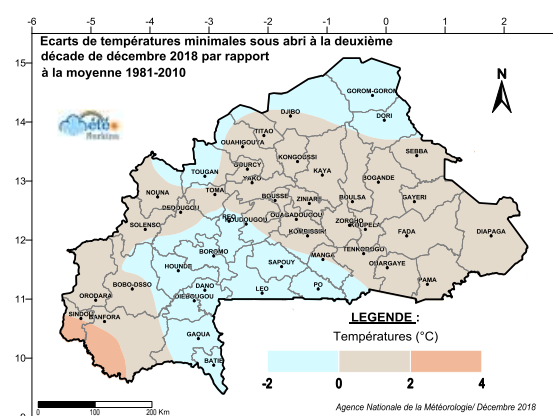 -6 -5 -4 -3 -2 -1 0 1 2
Ecarts de températures minimales sous abri à la deuxième
décade de décembre 2018 par rapport
à la moyenne 1981-2010
15
14
13
12
11
10
9
N
météo
Burkina
GOROM-GOROM
DORI
DJIBO
TITAO
OUAHIGOUYA
SEBBA
KONGOUSSI
GOURCY
TOUGAN
KAYA
YAKO
BOGANDE
NOUNA
TOMA
BOUSSE
ZINIARE
BOULSA
GAYERI
DEDOUGOU
REO
KOUDOUGOU
OUAGADOUGOU
ZORGHO
KOUPELA
SOLENSO
KOMBISSIRI
FADA
DIAPAGA
BOROMO
MANGA
TENKODOGO
HOUNDE
SAPOUY
OUARGAYE
BOBO-DSSO
DANO
LEO
PO
PAMA
ORODARA
DIEBOUGOU
SINDOU
BANFORA
GAOUA
BATIE
LEGENDE :
Températures (°C)
-2 0 2 4
0 100 200 Km
Agence Nationale de la Météorologie/ Décembre 2018